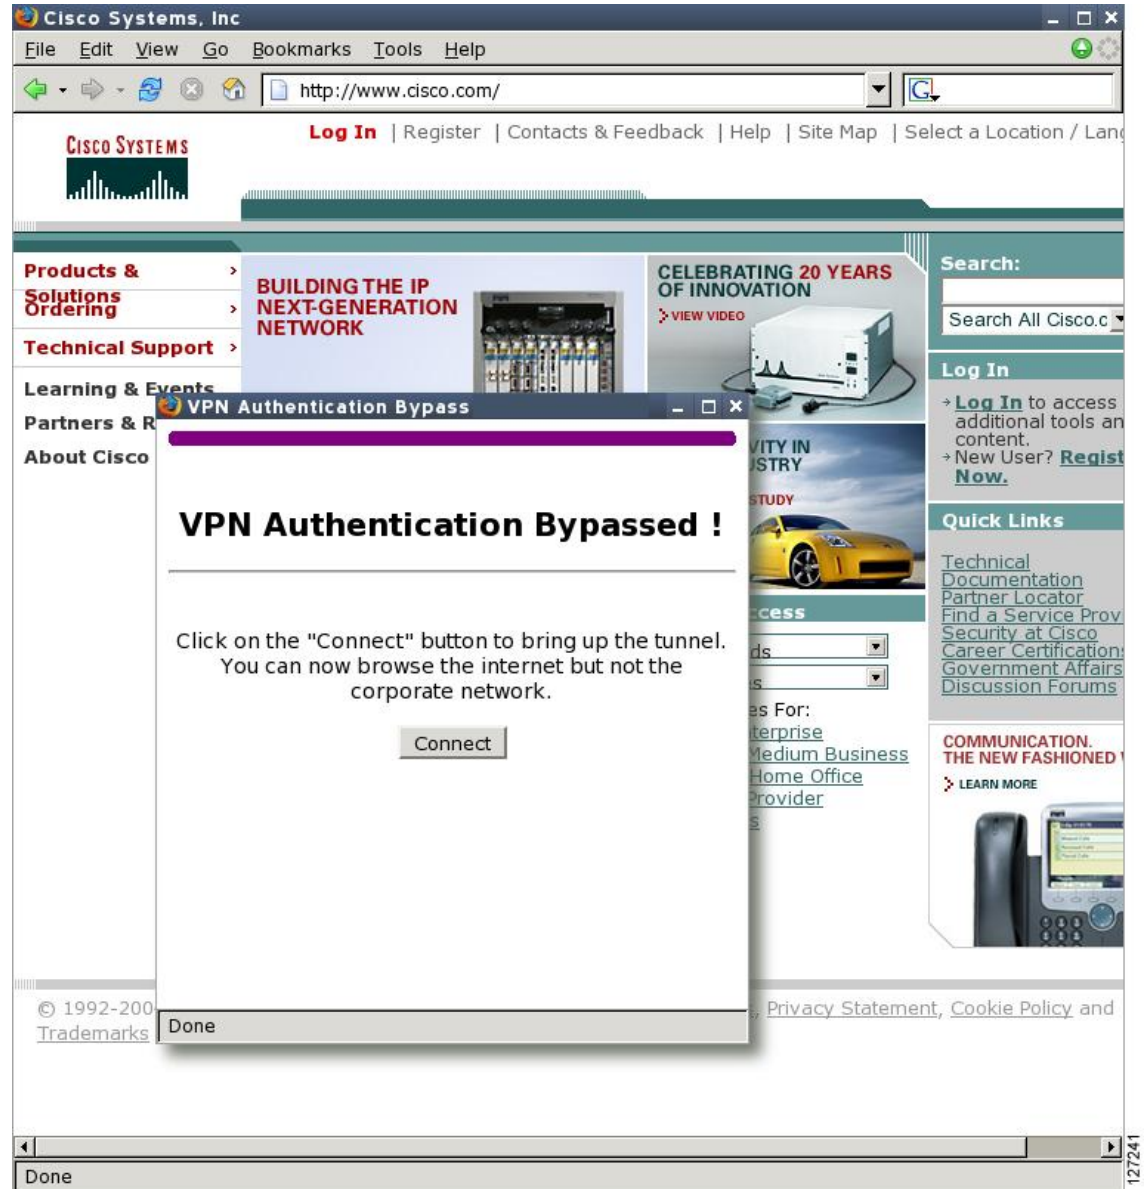 Cisco Systems, Inc
File Edit View Go Bookmarks Tools Help
http://www.cisco.com/
G
CISCO SYSTEMS
Log In | Register | Contacts & Feedback | Help | Site Map | Select a Location / Lang
Products & Solutions
Ordering
Technical Support
Learning & Events
Partners & R
About Cisco
BUILDING THE IP
NEXT-GENERATION
NETWORK
CELEBRATING 20 YEARS
OF INNOVATION
VIEW VIDEO
Search:
Search All Cisco.c
Log In
Log In to access
additional tools an
content.
New User? Regist
Now.
VITY IN
STRY
STUDY
Quick Links
Technical
Documentation
Partner Locator
Find a Service Prov
Security at Cisco
Career Certification
Government Affairs
Discussion Forums
VPN Authentication Bypass
VPN Authentication Bypassed !
Click on the "Connect" button to bring up the tunnel.
You can now browse the internet but not the
corporate network.
Connect
Done
cess
ds
es
es For:
terprise
Medium Business
Home Office
Provider
s
COMMUNICATION.
THE NEW FASHIONED
LEARN MORE
© 1992-200
, Privacy Statement, Cookie Policy and
Trademarks
Done
127241